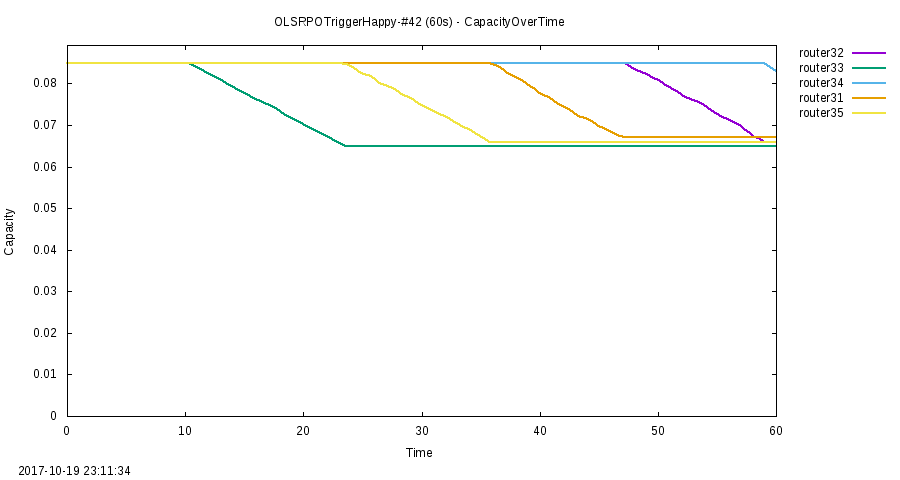 OLSRPOTriggerHappy-#42 (60s) - CapacityOverTime
router32
router33
router34
router31
router35
0.08
0.07
0.06
0.05
0.04
0.03
0.02
0.01
0
Capacity
0 10 20 30 40 50 60
Time
2017-10-19 23:11:34